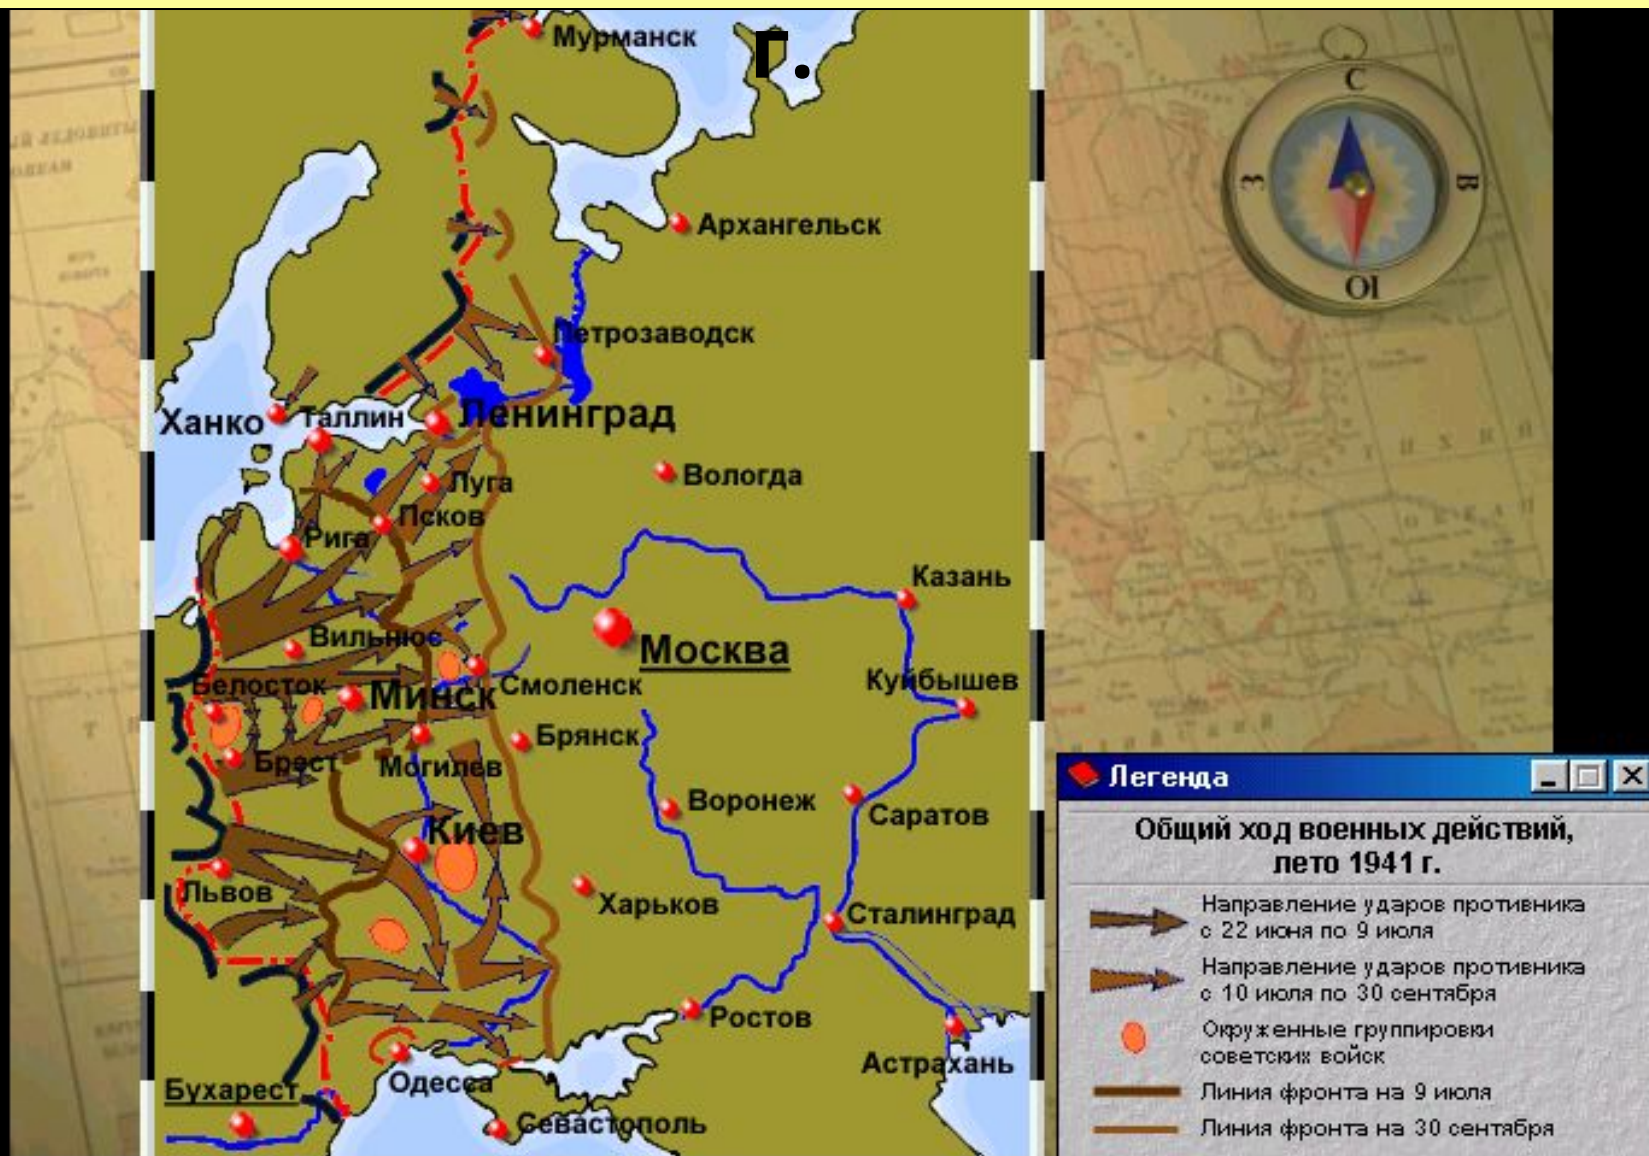 г.
Мурманск
Архангельск
Петрозаводск
Ханко
Таллин
Ленинград
Луга
Вологда
Псков
Рига
Казань
Вильнюс
Москва
Белосток
Минск
Смоленск
Куйбышев
Брест
Могилев
Брянск
Воронеж
Саратов
Киев
Львов
Харьков
Сталинград
Ростов
Астрахань
Бухарест
Одесса
Севастополь
С
З
В
Ю
Легенда
Общий ход военных действий,
лето 1941 г.
Направление ударов противника
с 22 июня по 9 июля
Направление ударов противника
с 10 июля по 30 сентября
Окруженные группировки
советских войск
Линия фронта на 9 июля
Линия фронта на 30 сентября